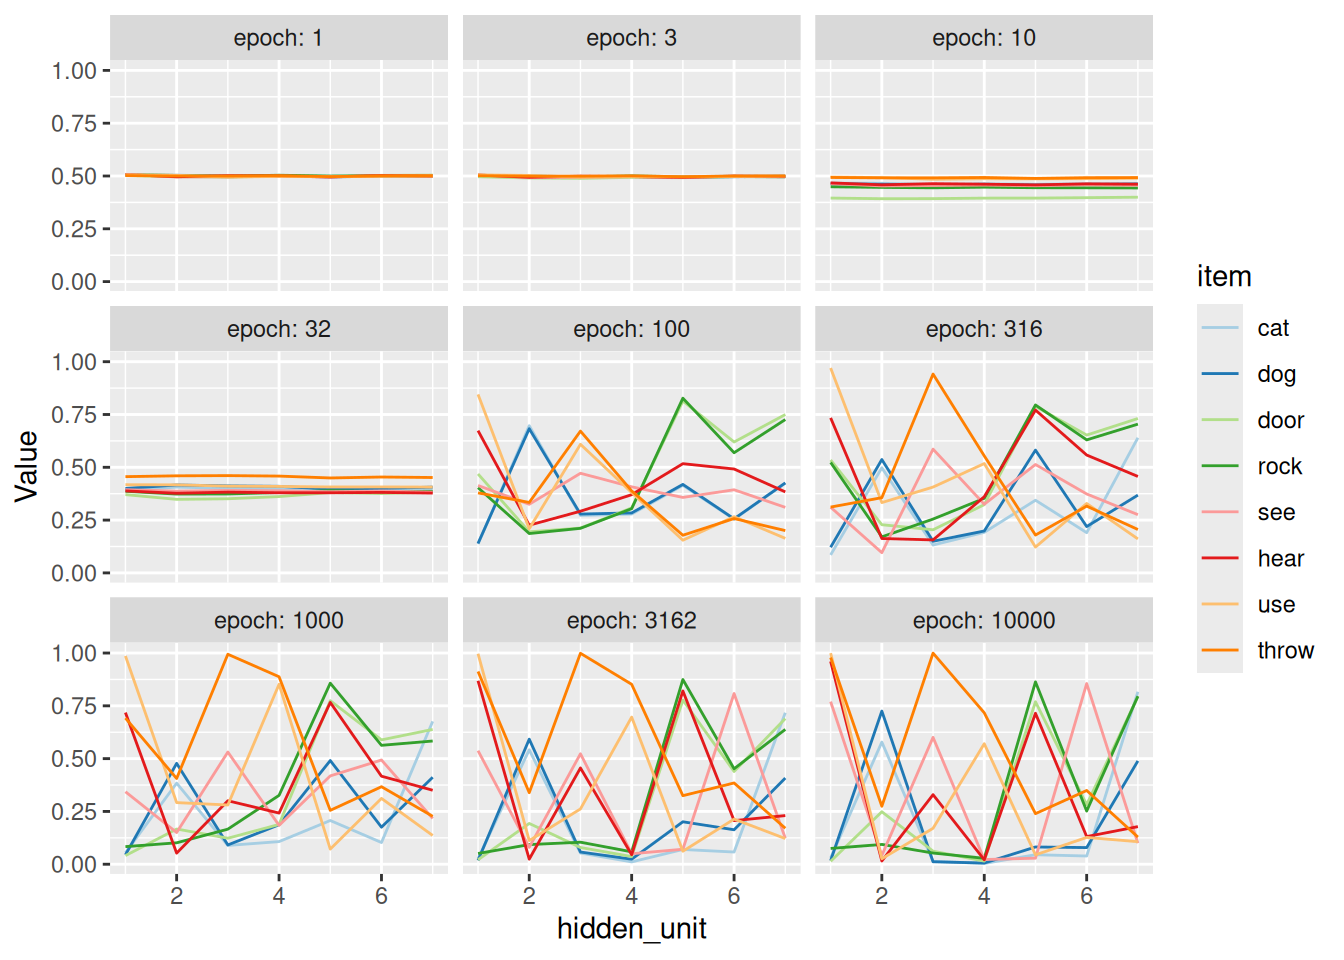 epoch: 1
epoch: 3
epoch: 10
1.00
0.75
0.50
0.25
0.00
epoch: 32
epoch: 100
epoch: 316
1.00
0.75
0.50
0.25
0.00
epoch: 1000
epoch: 3162
epoch: 10000
1.00
0.75
0.50
0.25
0.00
2 4 6
2 4 6
2 4 6
hidden_unit
Value
item
cat
dog
door
rock
see
hear
use
throw